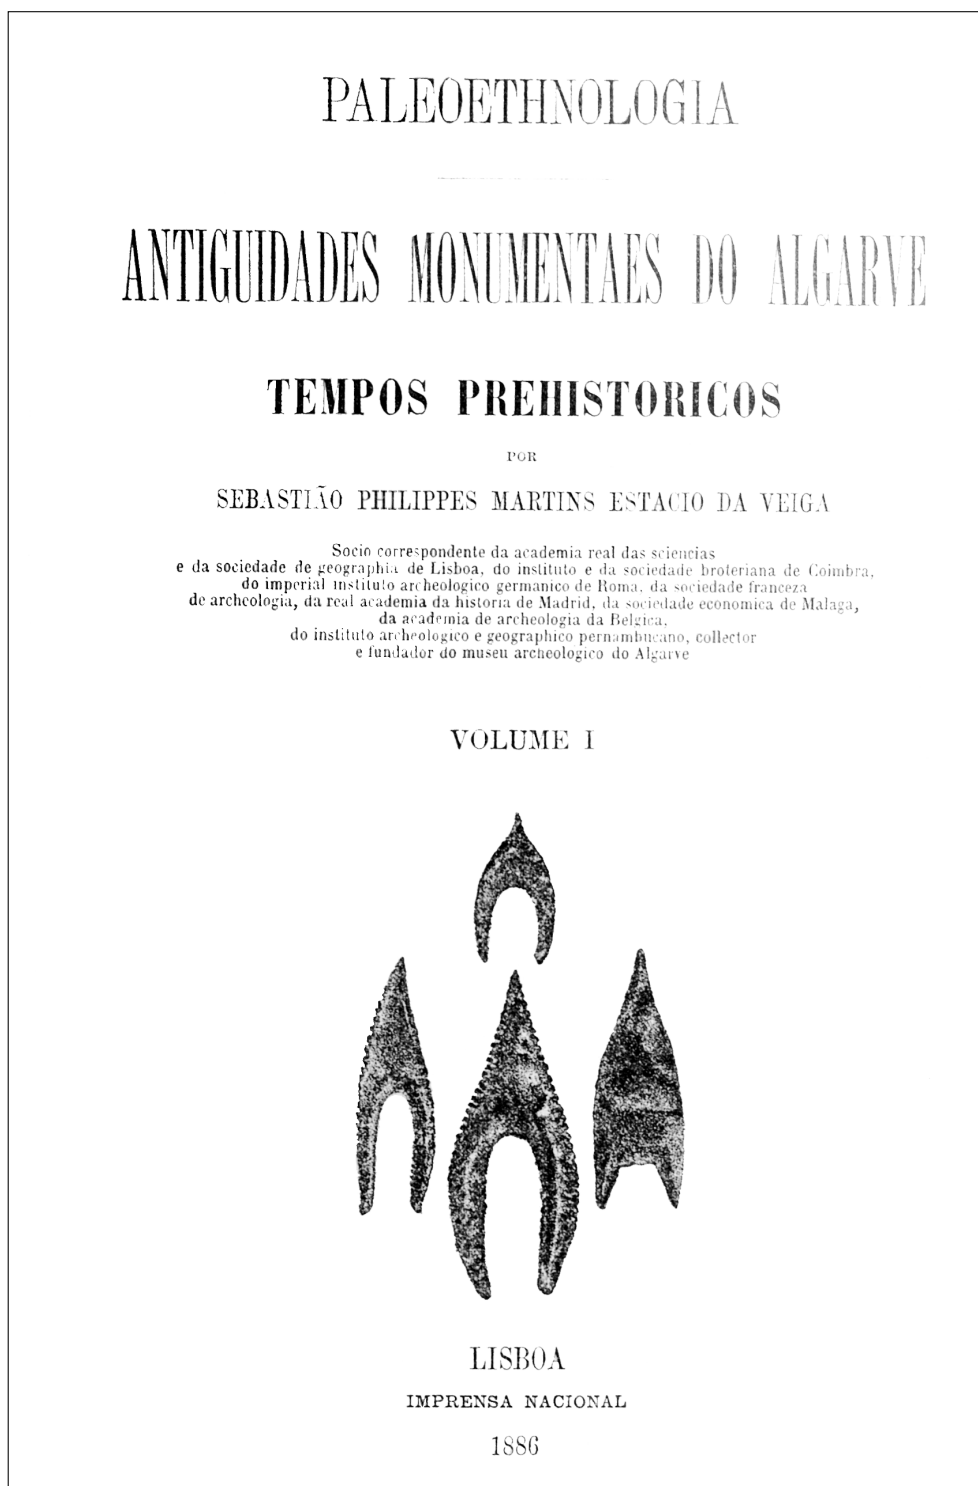 PALEOETHNOLOGIA
ANTIGUIDADES MONUMENTAES DO ALGARVE
TEMPOS PREHISTORICOS
POR
SEBASTIÃO PHILIPPES MARTINS ESTACIO DA VEIGA
Socio correspondente da academia real das sciencias
e da sociedade de geographia de Lisboa, do instituto e da sociedade broteriana de Coimbra,
do imperial instituto archeologico germanico de Roma, da sociedade franceza
de archeologia, da real academia da historia de Madrid, da sociedade economica de Malaga,
da academia de archeologia da Belgica,
do instituto archeologico e geographico pernambucano, collector
e fundador do museu archeologico do Algarve
VOLUME I
LISBOA
IMPRENSA NACIONAL
1886